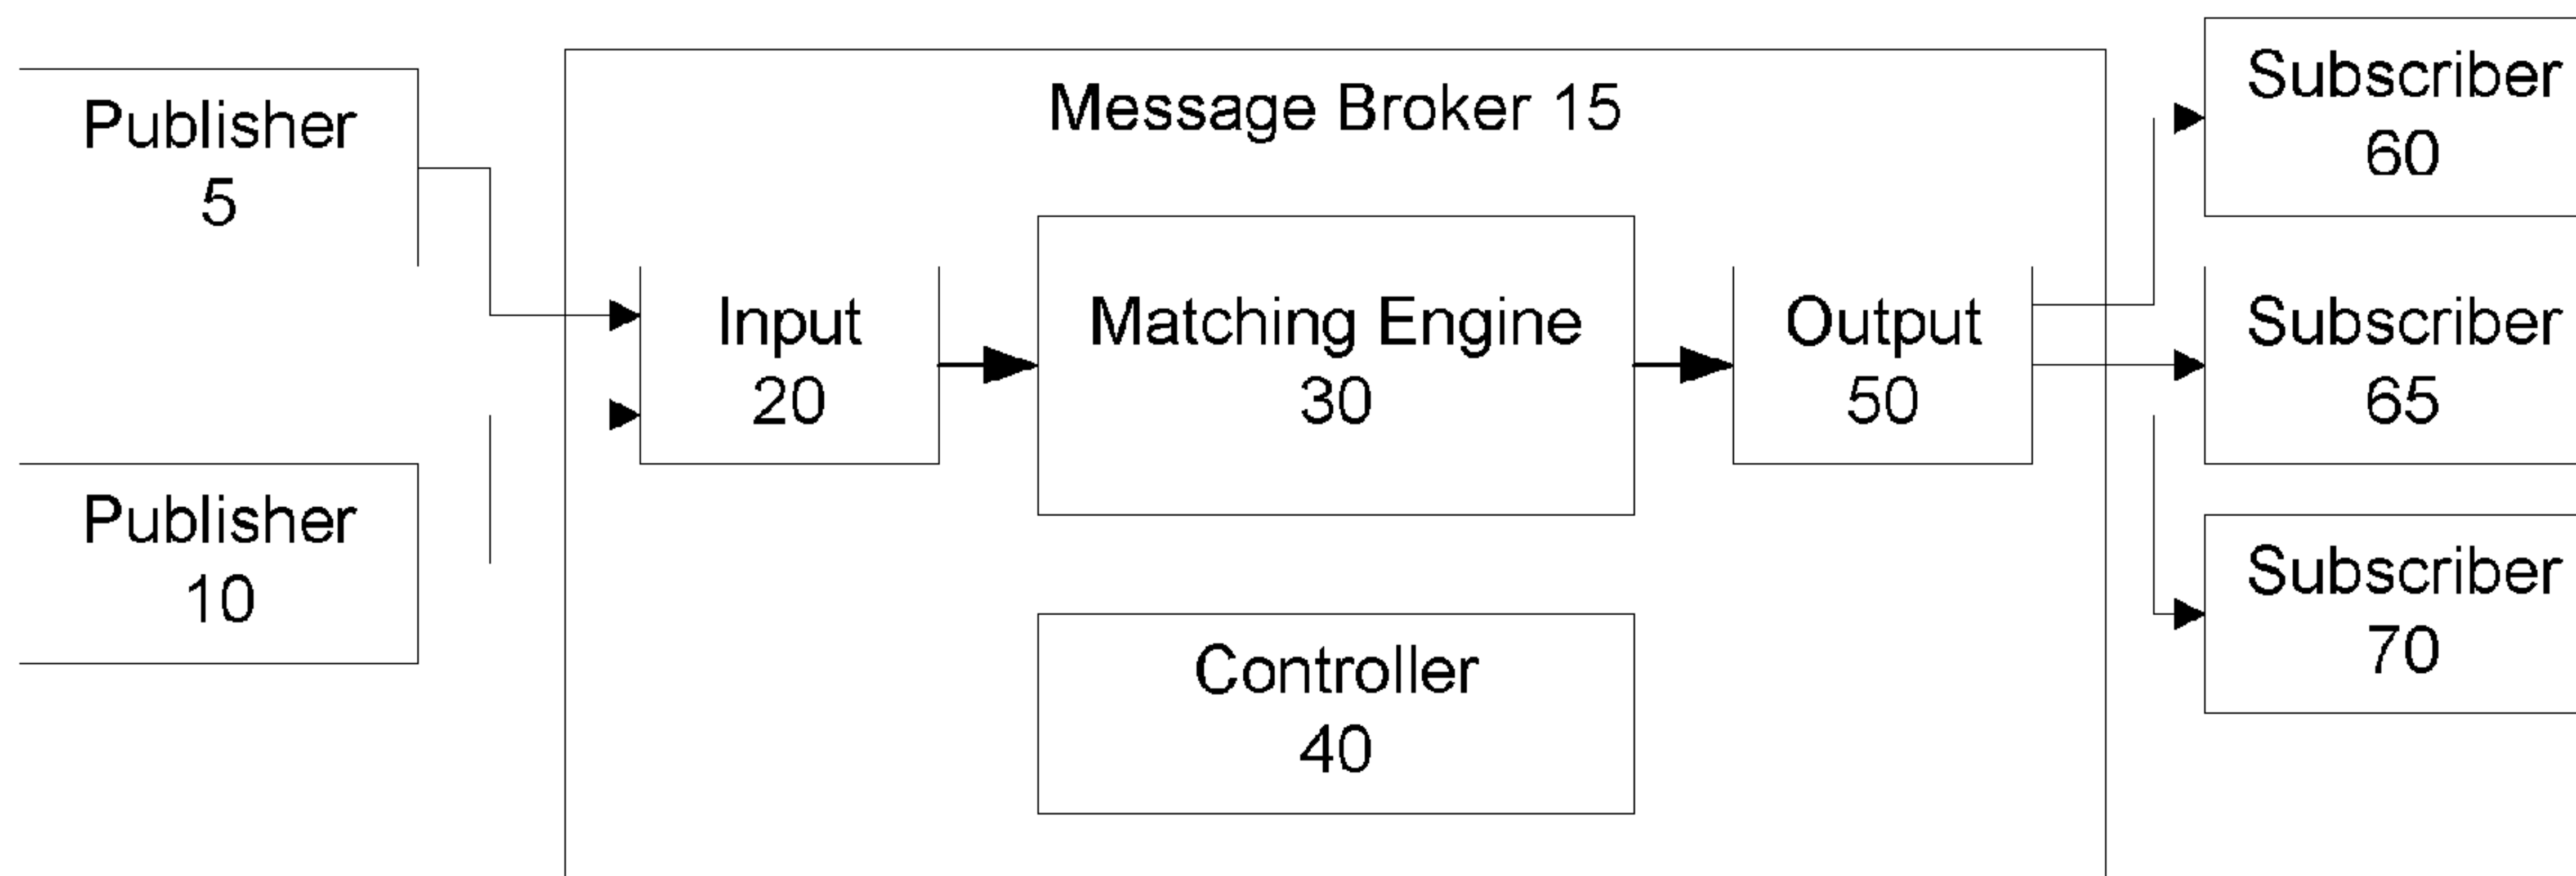 Publisher
5
Publisher
10
Message Broker 15
Input
20
Matching Engine
30
Output
50
Controller
40
Subscriber
60
Subscriber
65
Subscriber
70